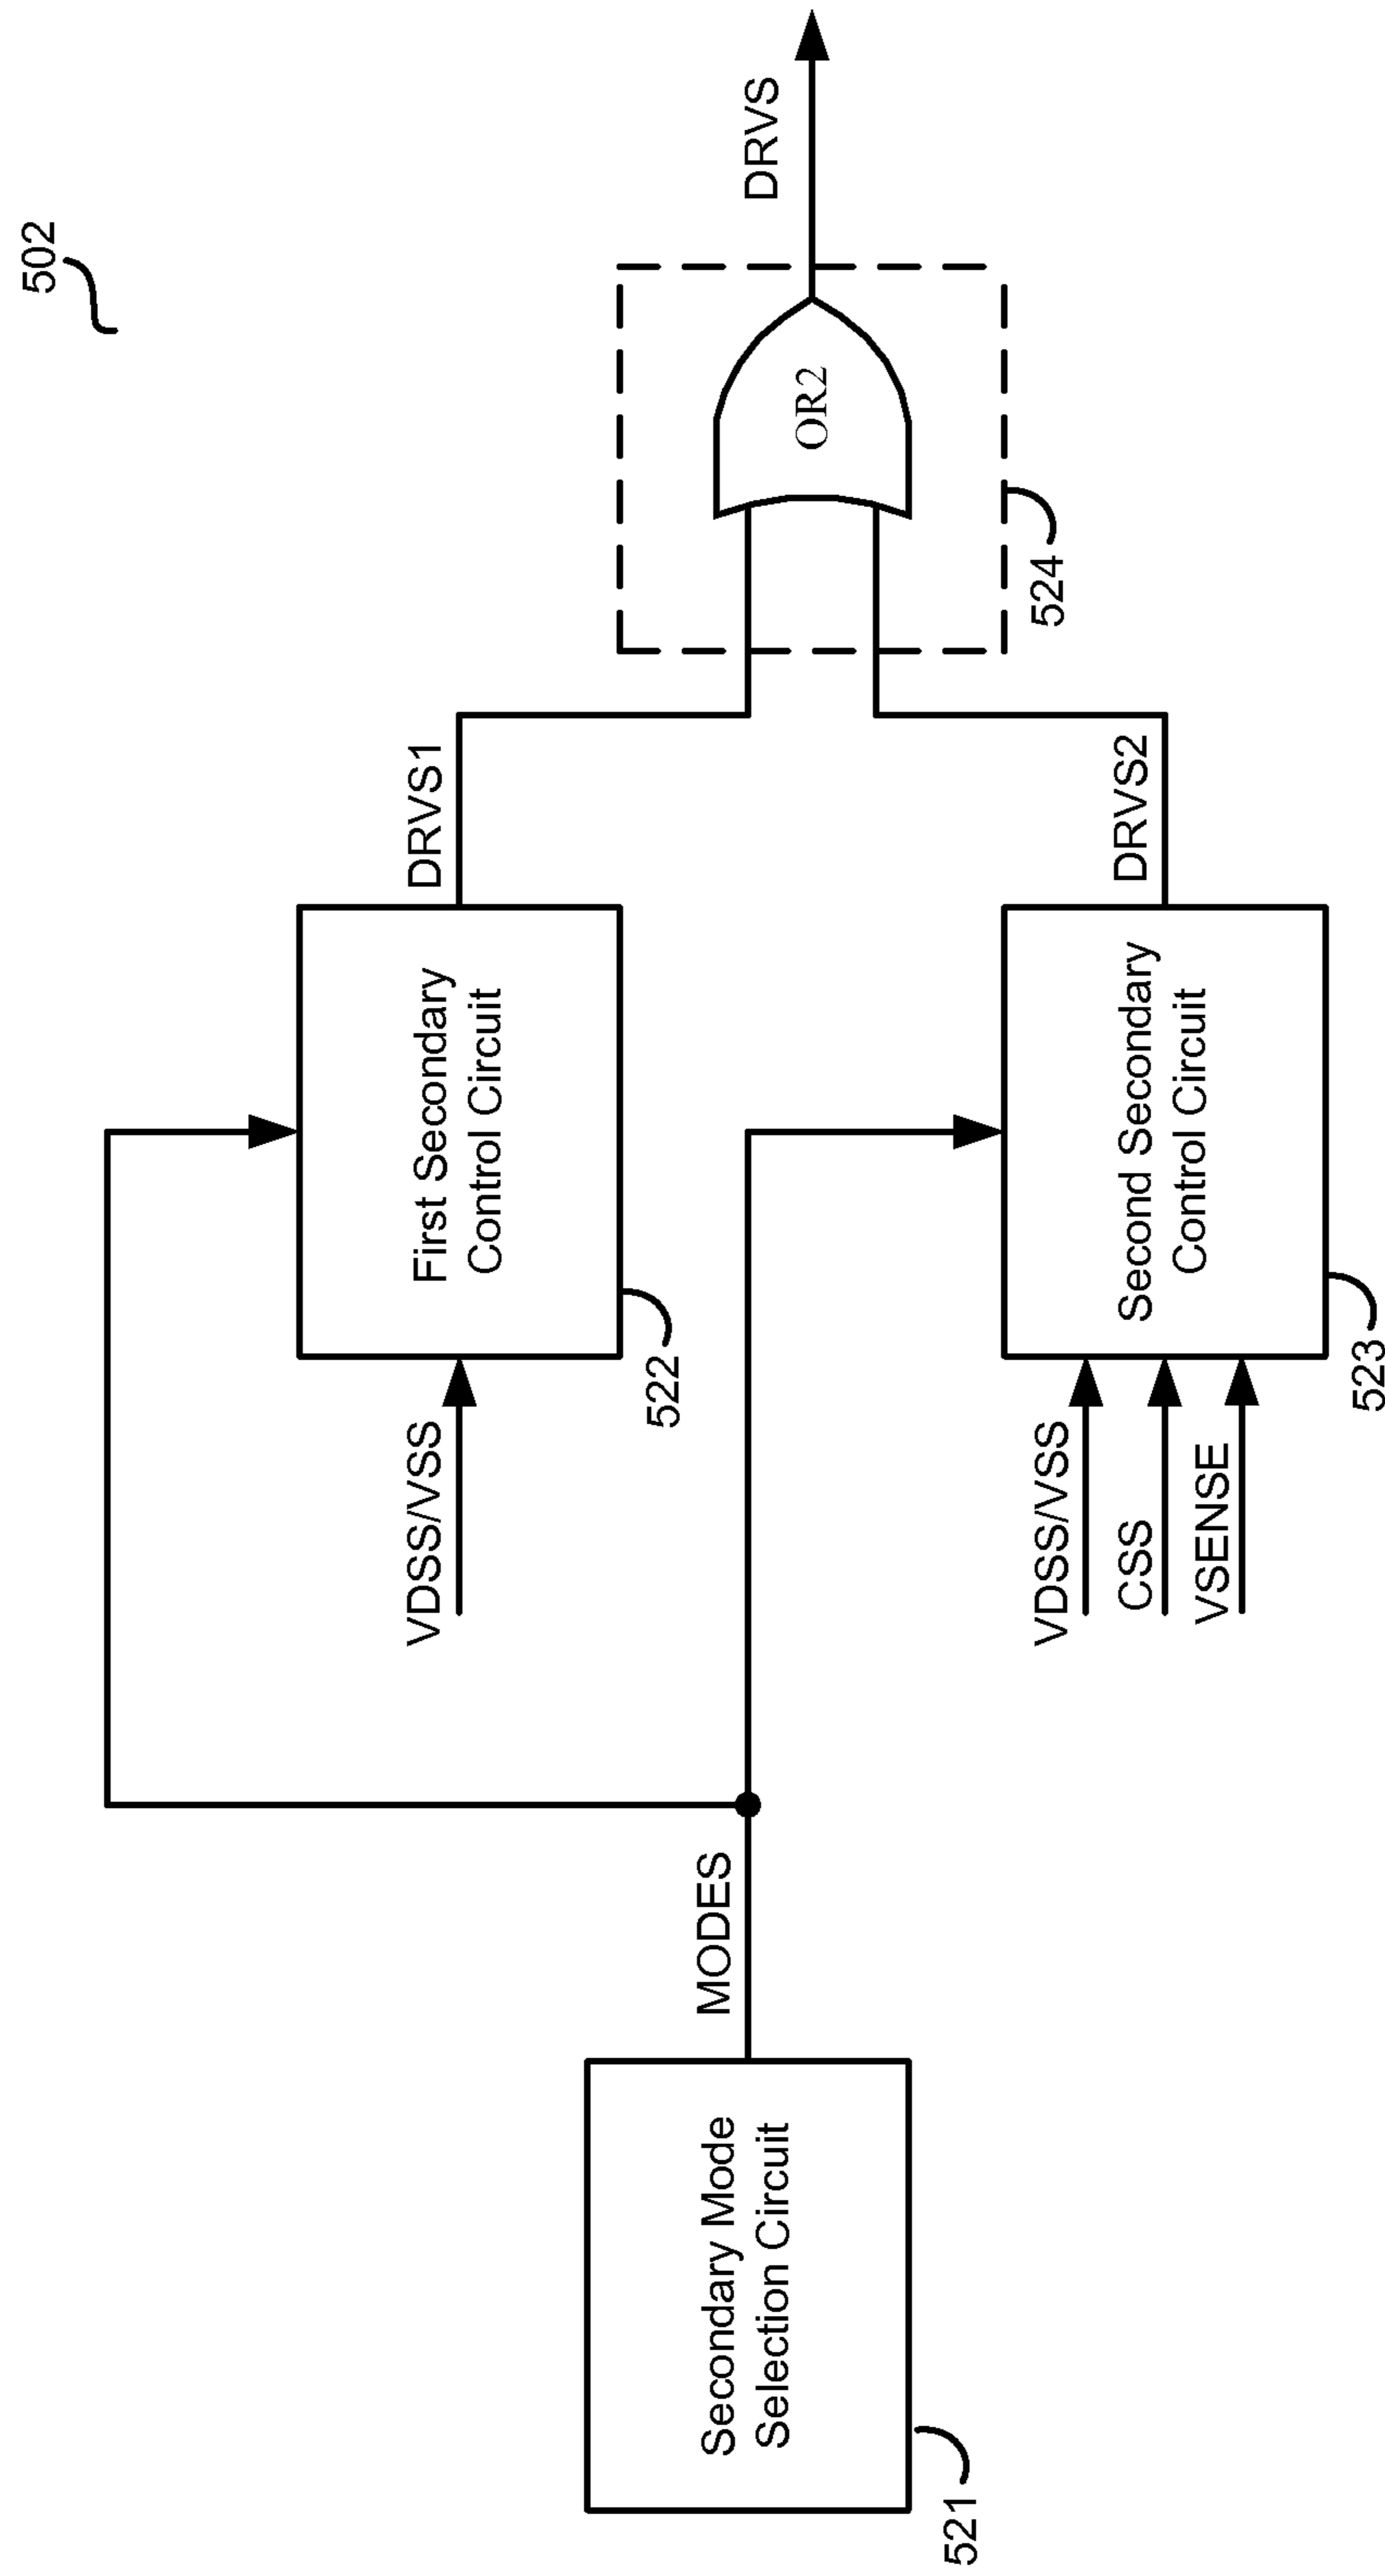 502
First Secondary
Control Circuit
VDSS/VSS
522
DRVS1
Secondary Mode
Selection Circuit
521
MODES
OR2
524
DRVS
VDSS/VSS
CSS
VSENSE
Second Secondary
Control Circuit
523
DRVS2